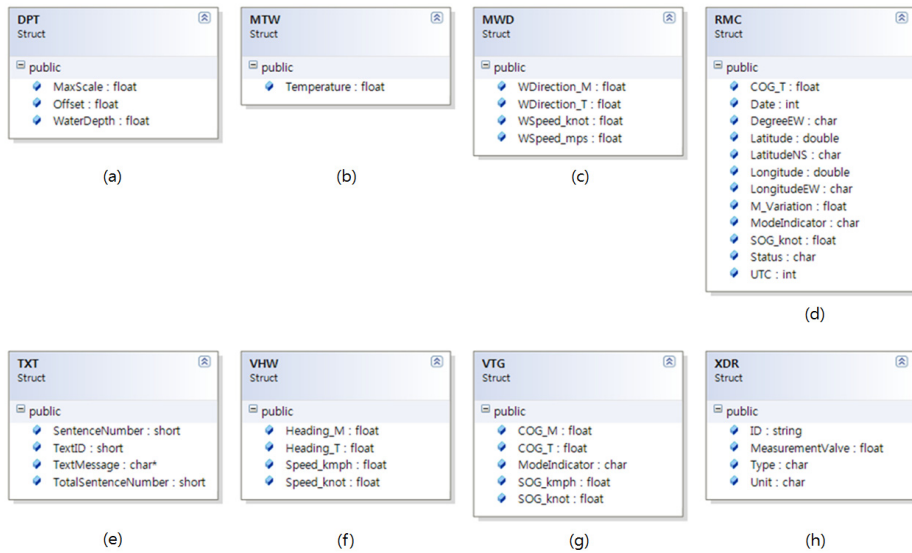 DPT
Struct
public
MaxScale : float
Offset : float
WaterDepth : float
(a)
MTW
Struct
public
Temperature : float
(b)
MWD
Struct
public
WDirection_M : float
WDirection_T : float
WSpeed_knot : float
WSpeed_mps : float
(c)
RMC
Struct
public
COG_T : float
Date : int
DegreeEW : char
Latitude : double
LatitudeNS : char
Longitude : double
LongitudeEW : char
M_Variation : float
ModeIndicator : char
SOG_knot : float
Status : char
UTC : int
(d)
TXT
Struct
public
SentenceNumber : short
TextID : short
TextMessage : char*
TotalSentenceNumber : short
(e)
VHW
Struct
public
Heading_M : float
Heading_T : float
Speed_kmph : float
Speed_knot : float
(f)
VTG
Struct
public
COG_M : float
COG_T : float
ModeIndicator : char
SOG_kmph : float
SOG_knot : float
(g)
XDR
Struct
public
ID : string
MeasurementValve : float
Type : char
Unit : char
(h)